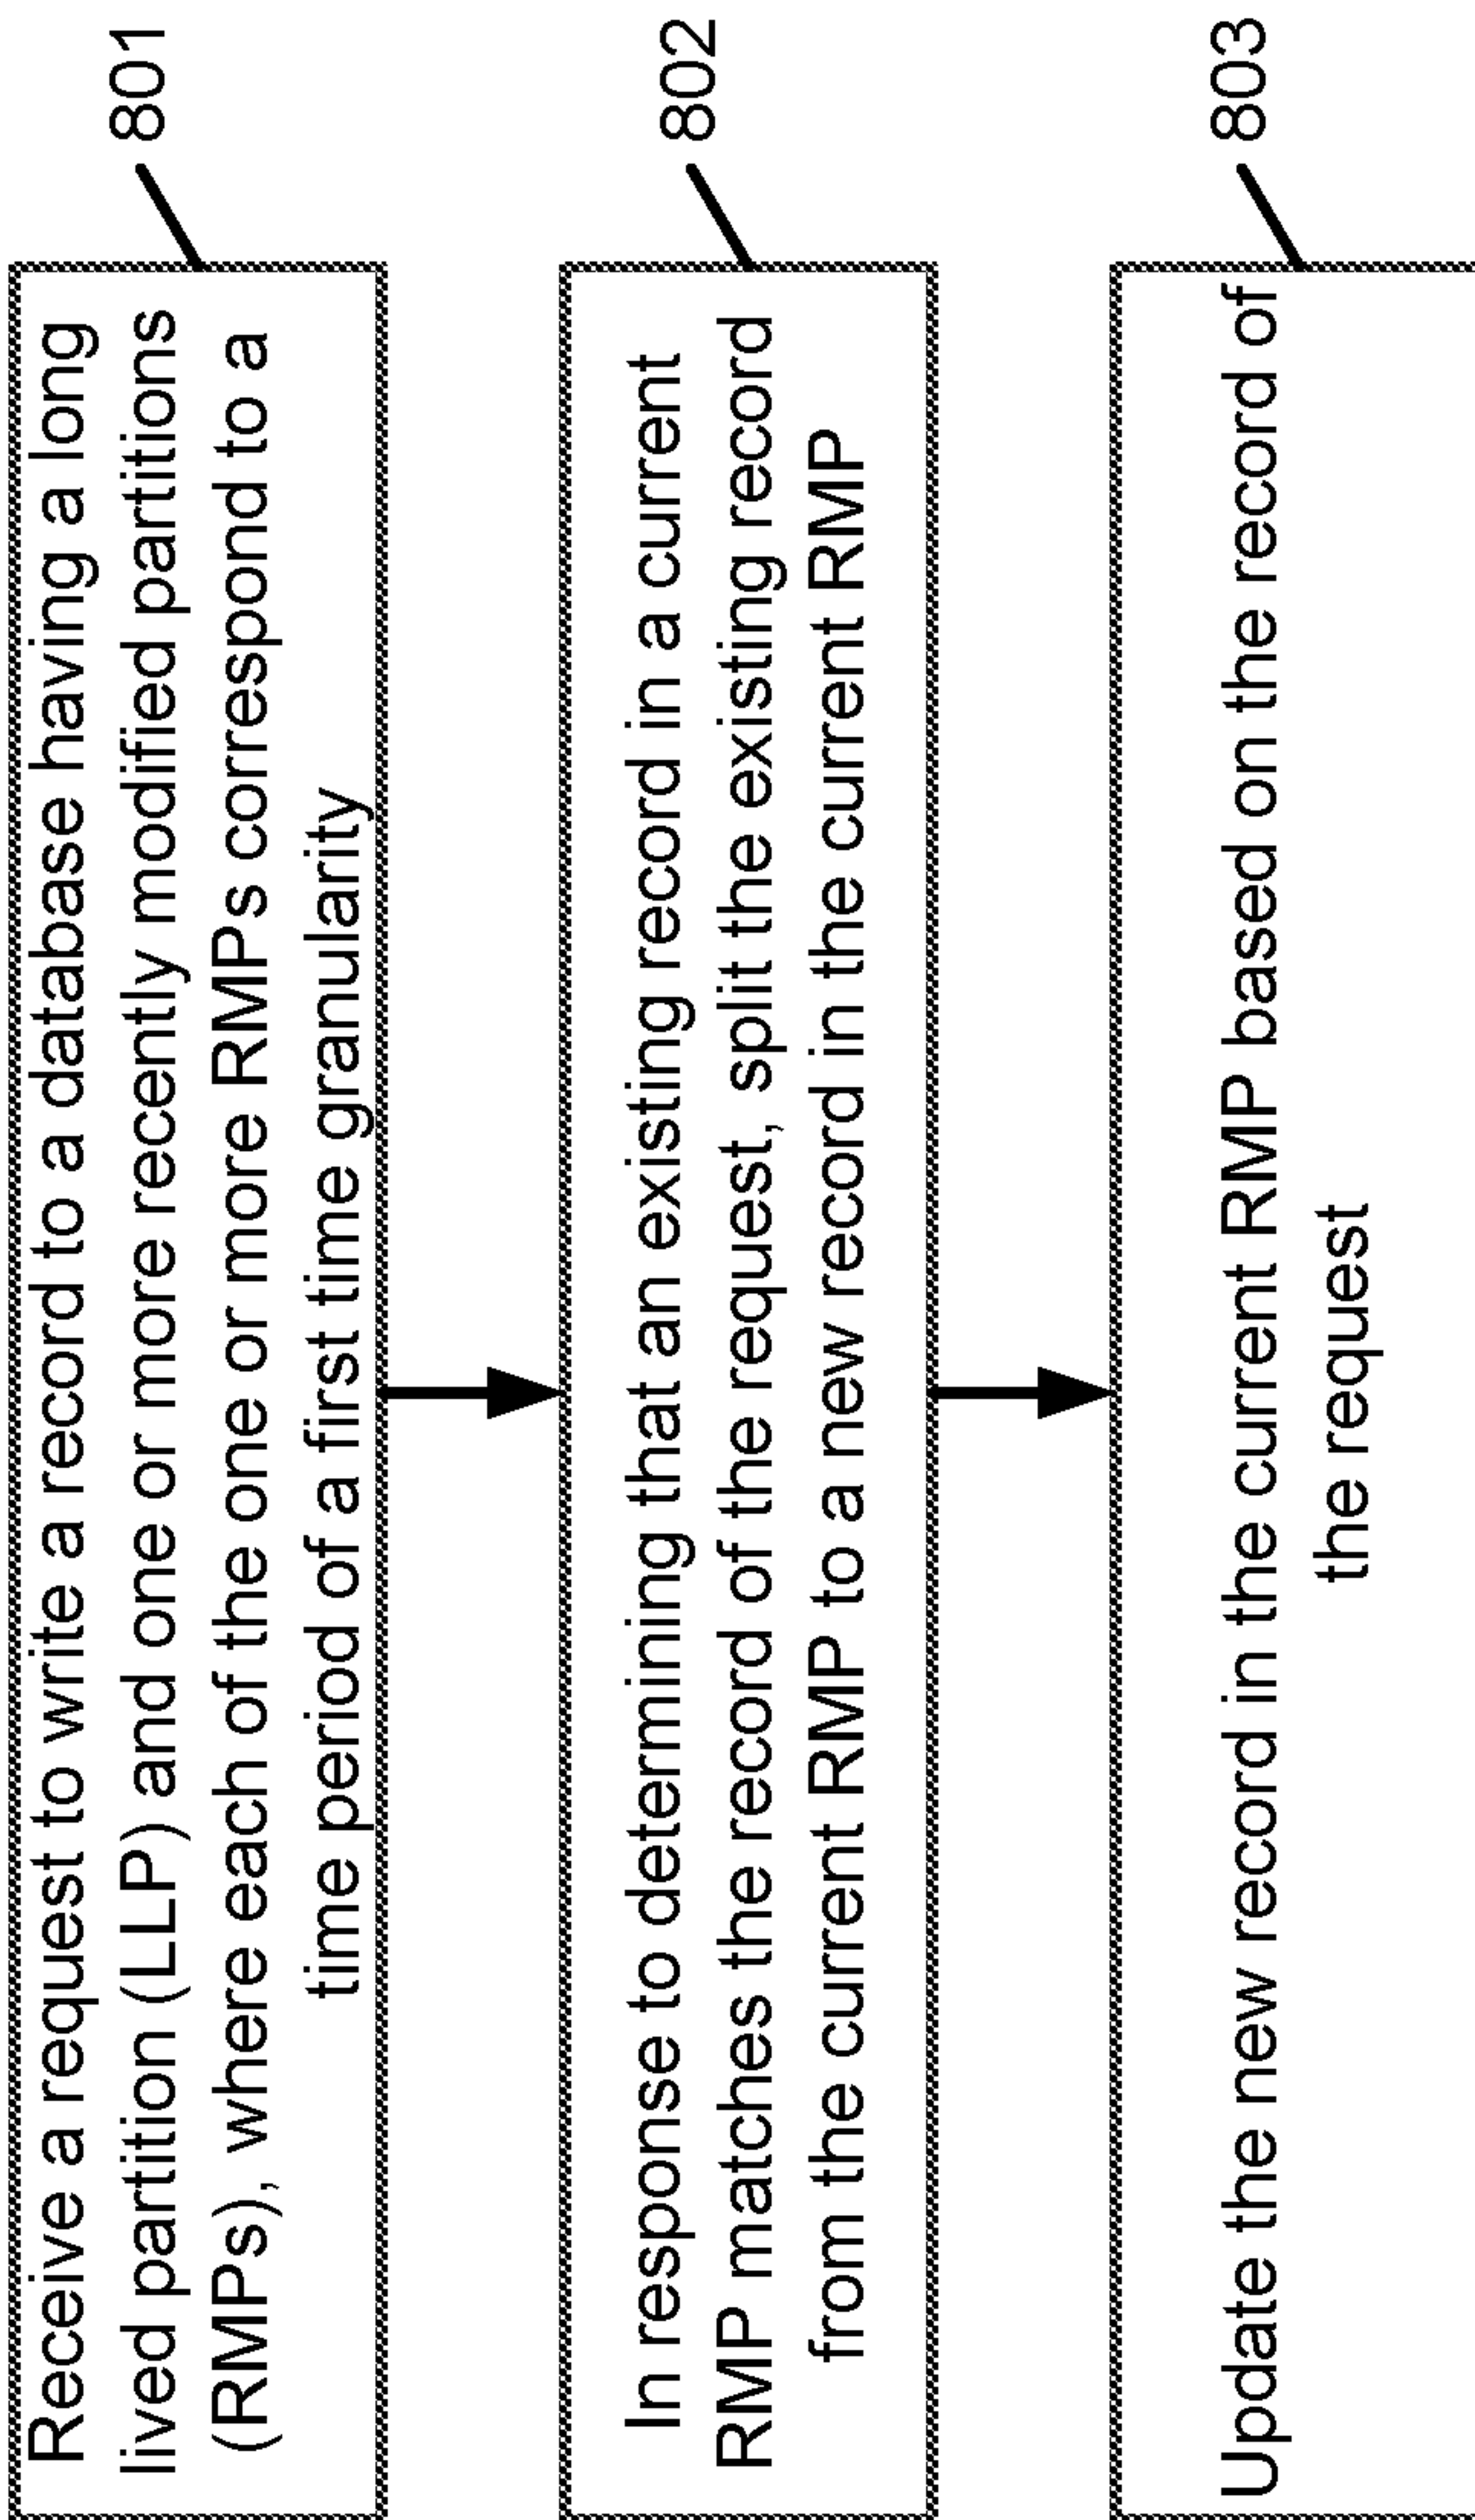 801
Receive a request to write a record to a database having a long
lived partition (LLP) and one or more recently modified partitions
(RMPs), where each of the one or more RMPs correspond to a
time period of a first time granularity
802
In response to determining that an existing record in a current
RMP matches the record of the request, split the existing record
from the current RMP to a new record in the current RMP
803
Update the new record in the current RMP based on the record of
the request